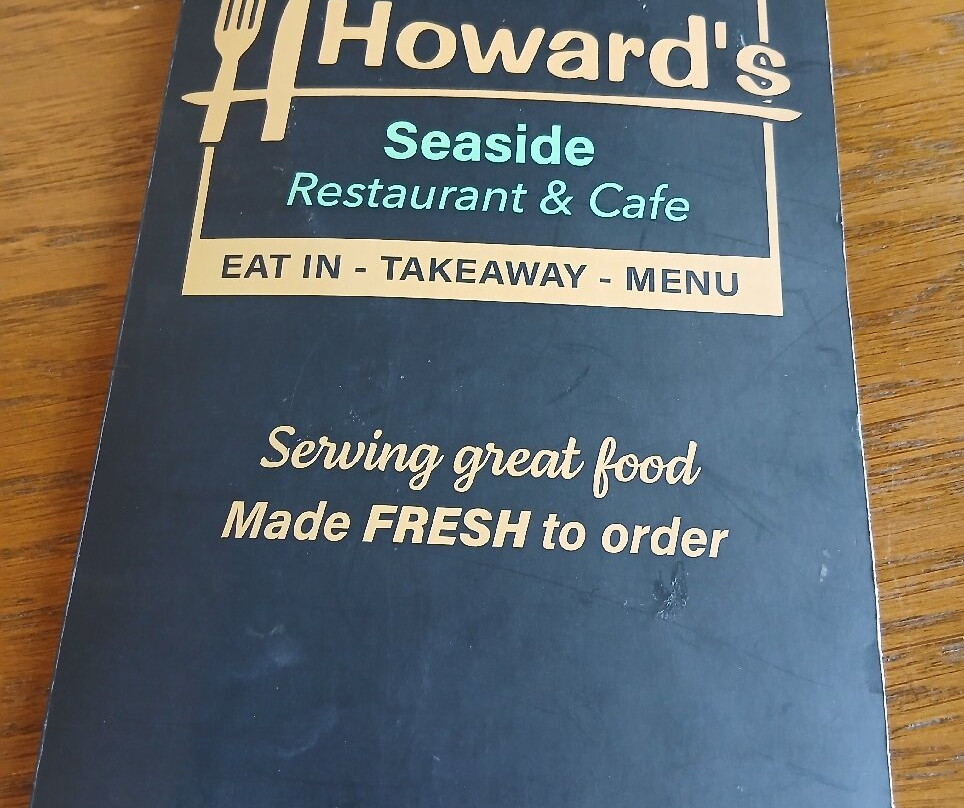 Howard's
Seaside
Restaurant & Cafe
EAT IN - TAKEAWAY - MENU
Serving great food
Made FRESH to order